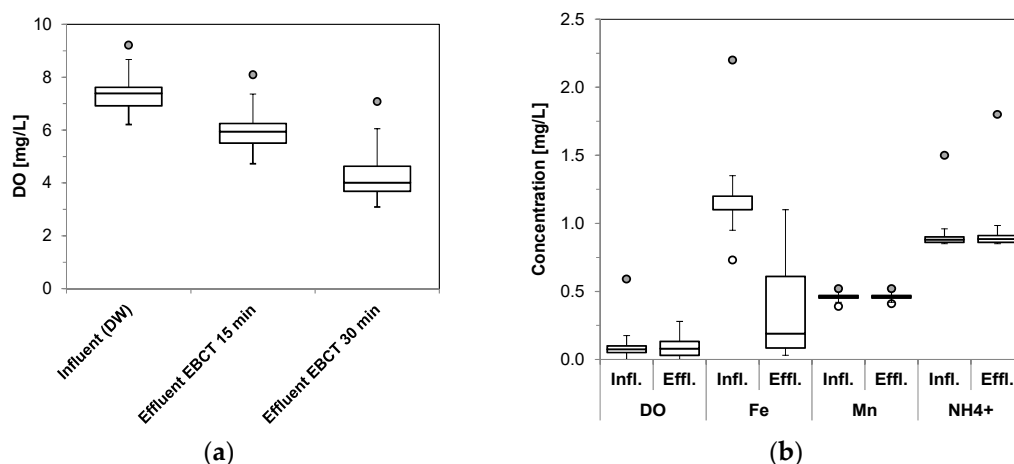 10
8
6
4
2
0
DO [mg/L]
Influent (DW)
Effluent EBCT 15 min
Effluent EBCT 30 min
(a)
2.5
2.0
1.5
1.0
0.5
0.0
Concentration [mg/L]
Infl. Effl. Infl. Effl. Infl. Effl. Infl. Effl.
DO Fe Mn NH4+
(b)